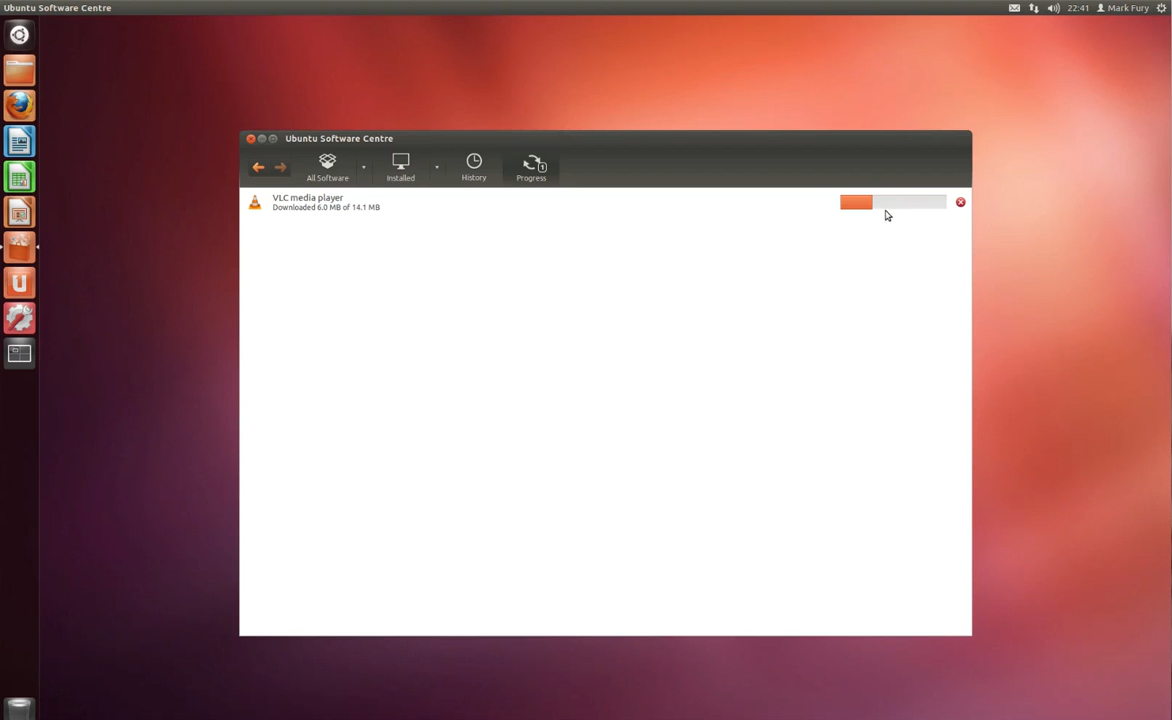 Ubuntu Software Centre
22:41 Mark Fury
Ubuntu Software Centre
All Software Installed History Progress
1
VLC media player
Downloaded 6.0 MB of 14.1 MB
U